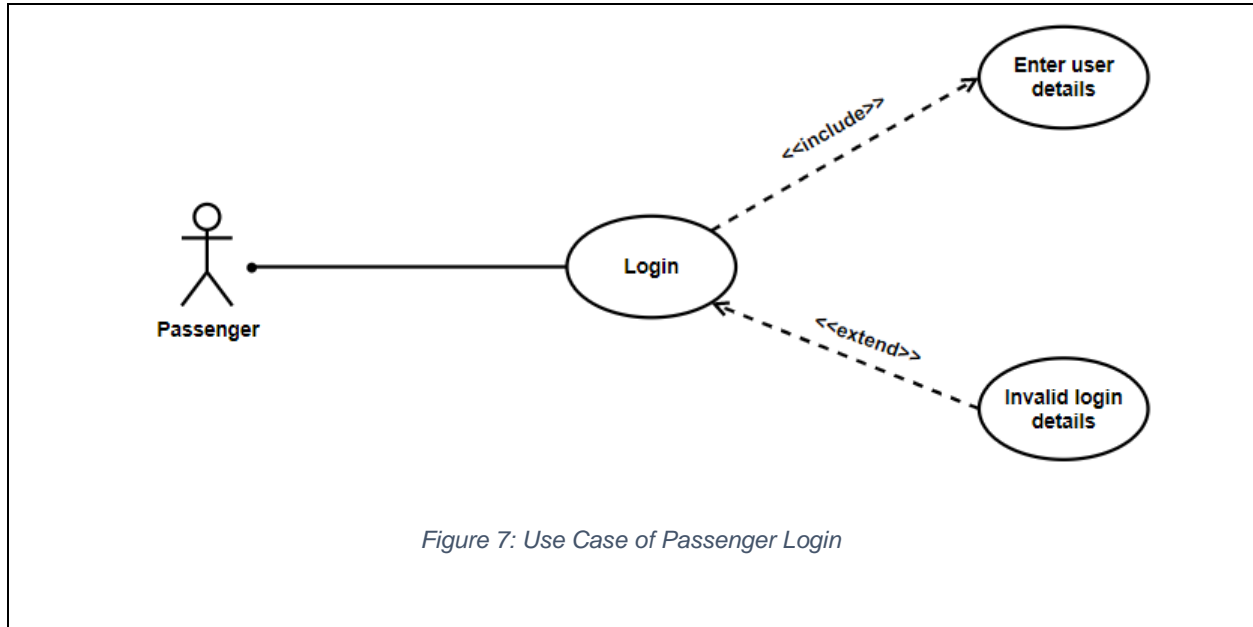 Enter user
details
<<include>>
Login
Passenger
<<extend>>
Invalid login
details
Figure 7: Use Case of Passenger Login